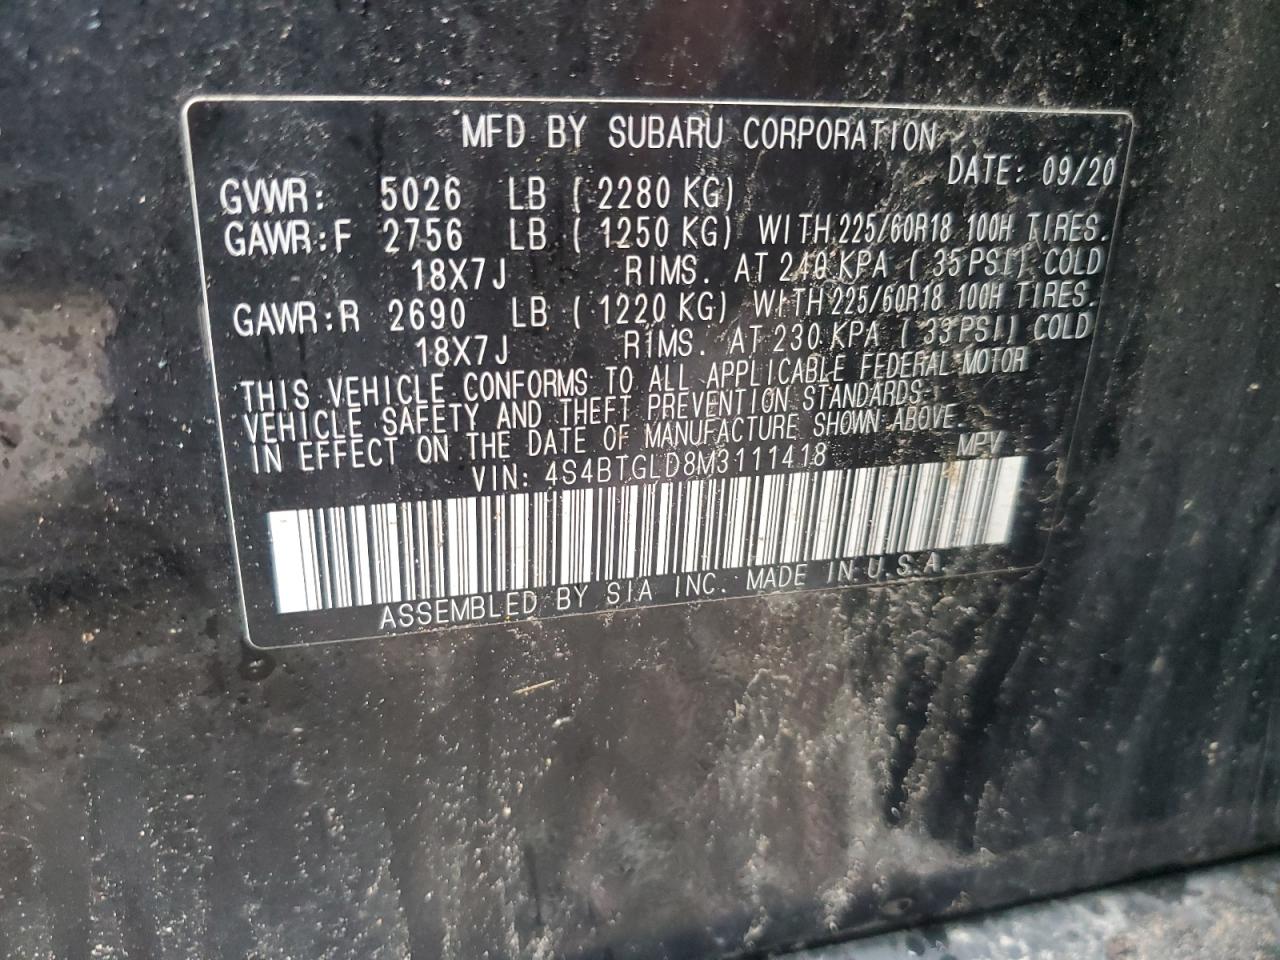 MFD BY SUBARU CORPORATION
DATE: 09/20
GVWR: 5026 LB ( 2280 KG)
GAWR:F 2756 LB ( 1250 KG) WITH 225/60R18 100H TIRES.
18X7J RIMS. AT 240 KPA ( 35PSI) COLD
GAWR:R 2690 LB ( 1220 KG) WITH 225/60R18 100H TIRES.
18X7J RIMS. AT 230 KPA ( 33PSI) COLD
THIS VEHICLE CONFORMS TO ALL APPLICABLE FEDERAL MOTOR
VEHICLE SAFETY AND THEFT PREVENTION STANDARDS
IN EFFECT ON THE DATE OF MANUFACTURE SHOWN ABOVE.
VIN: 4S4BTGLD8M3111418 MPV
ASSEMBLED BY SIA INC. MADE IN U.S.A.